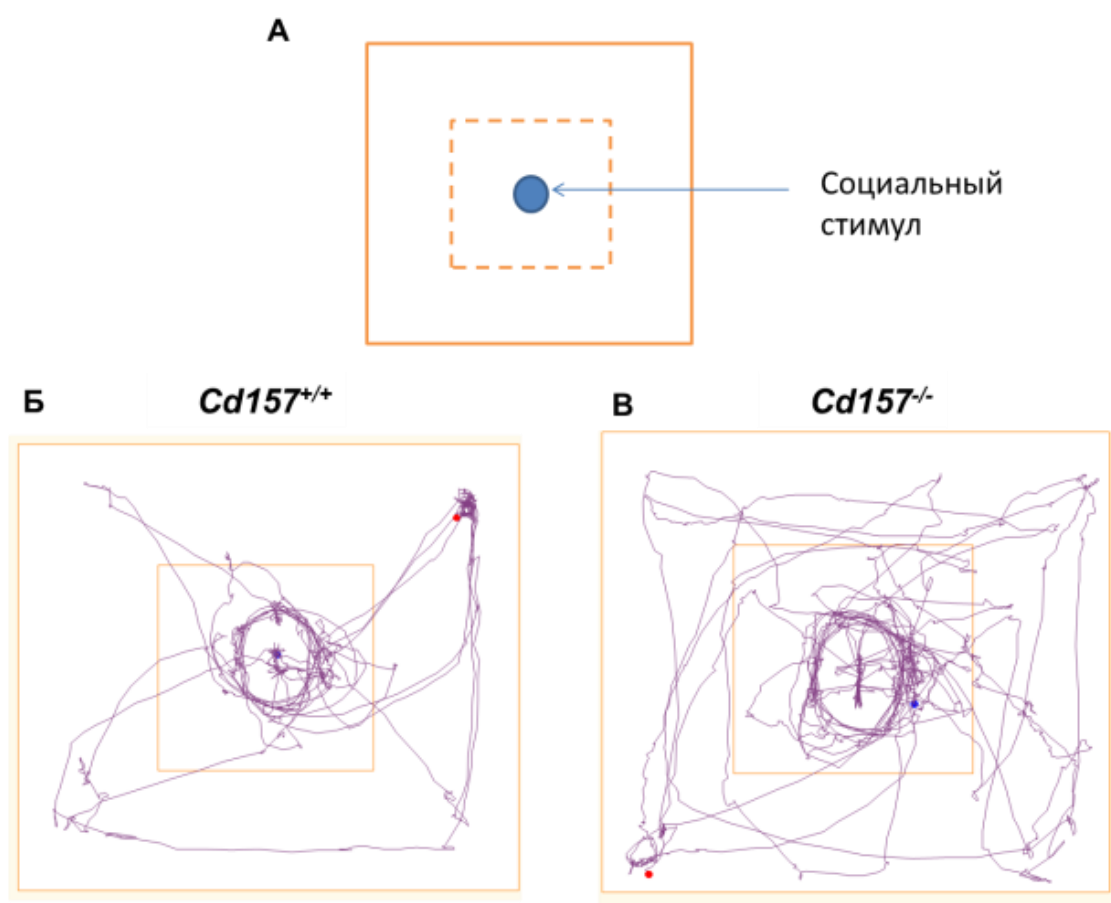 А
Социальный
стимул
Б
Cd157+/+
В
Cd157-/-